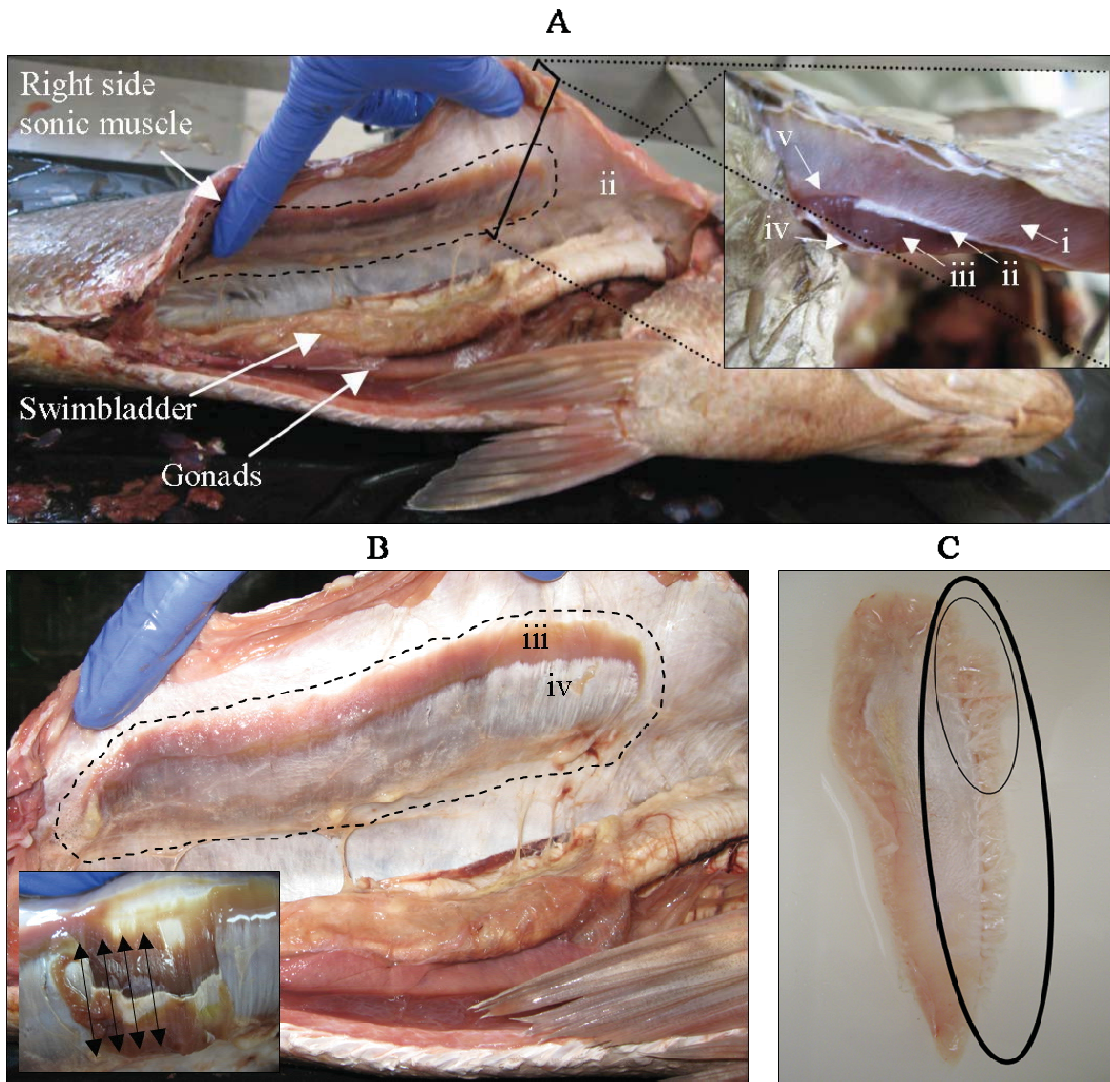 A
Right side
sonic muscle
ii
v
iv
iii
ii
i
Swimbladder
Gonads
B
C
iii
iv